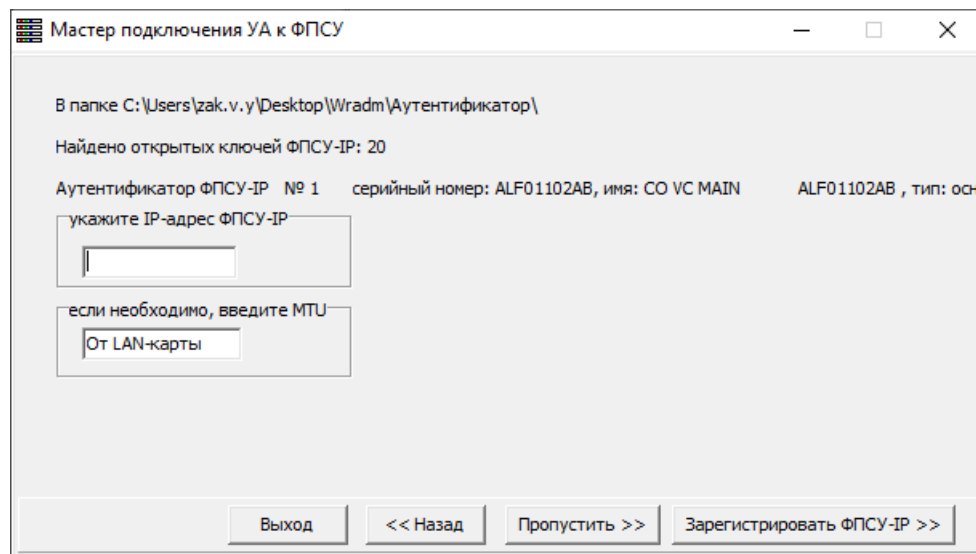 Мастер подключения УА к ФПСУ
В папке C:\Users\zak.v.y\Desktop\Wradm\Аутентификатор\
Найдено открытых ключей ФПСУ-IP: 20
Аутентификатор ФПСУ-IP № 1 серийный номер: ALF01102AB, имя: CO VC MAIN ALF01102AB , тип: осн
укажите IP-адрес ФПСУ-IP
если необходимо, введите MTU
От LAN-карты
Выход << Назад Пропустить >> Зарегистрировать ФПСУ-IP >>